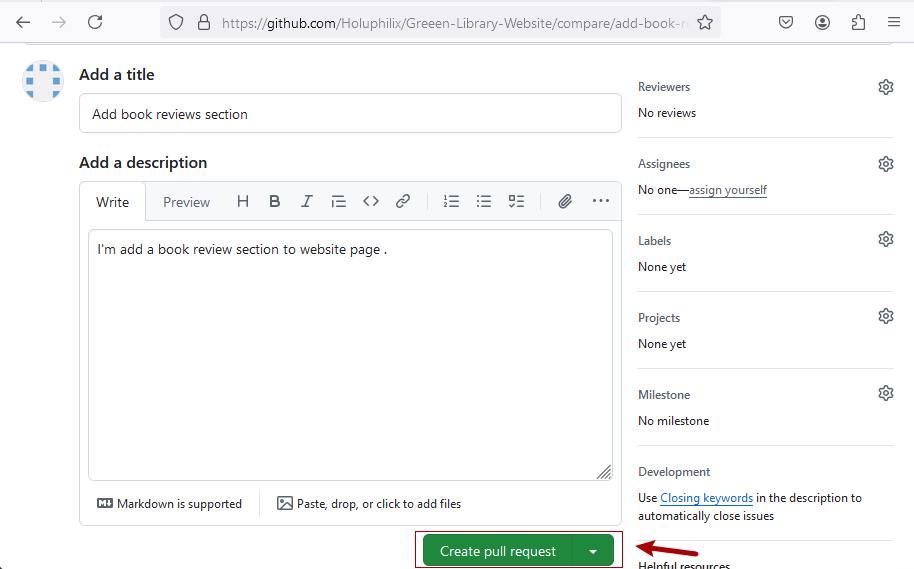 https://github.com/Holuphilix/Greeen-Library-Website/compare/add-book-r
Add a title
Add book reviews section
Add a description
Write Preview
I'm add a book review section to website page .
Markdown is supported
Paste, drop, or click to add files
Create pull request
Reviewers
No reviews
Assignees
No one—assign yourself
Labels
None yet
Projects
None yet
Milestone
No milestone
Development
Use Closing keywords in the description to
automatically close issues
Helpful resources